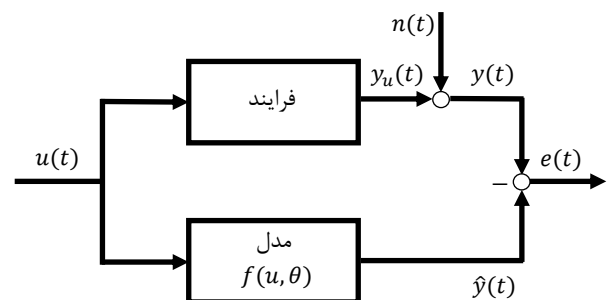 n(t)
فرایند
y_u(t)
y(t)
u(t)
e(t)
−
مدل
f(u, θ)
ŷ(t)